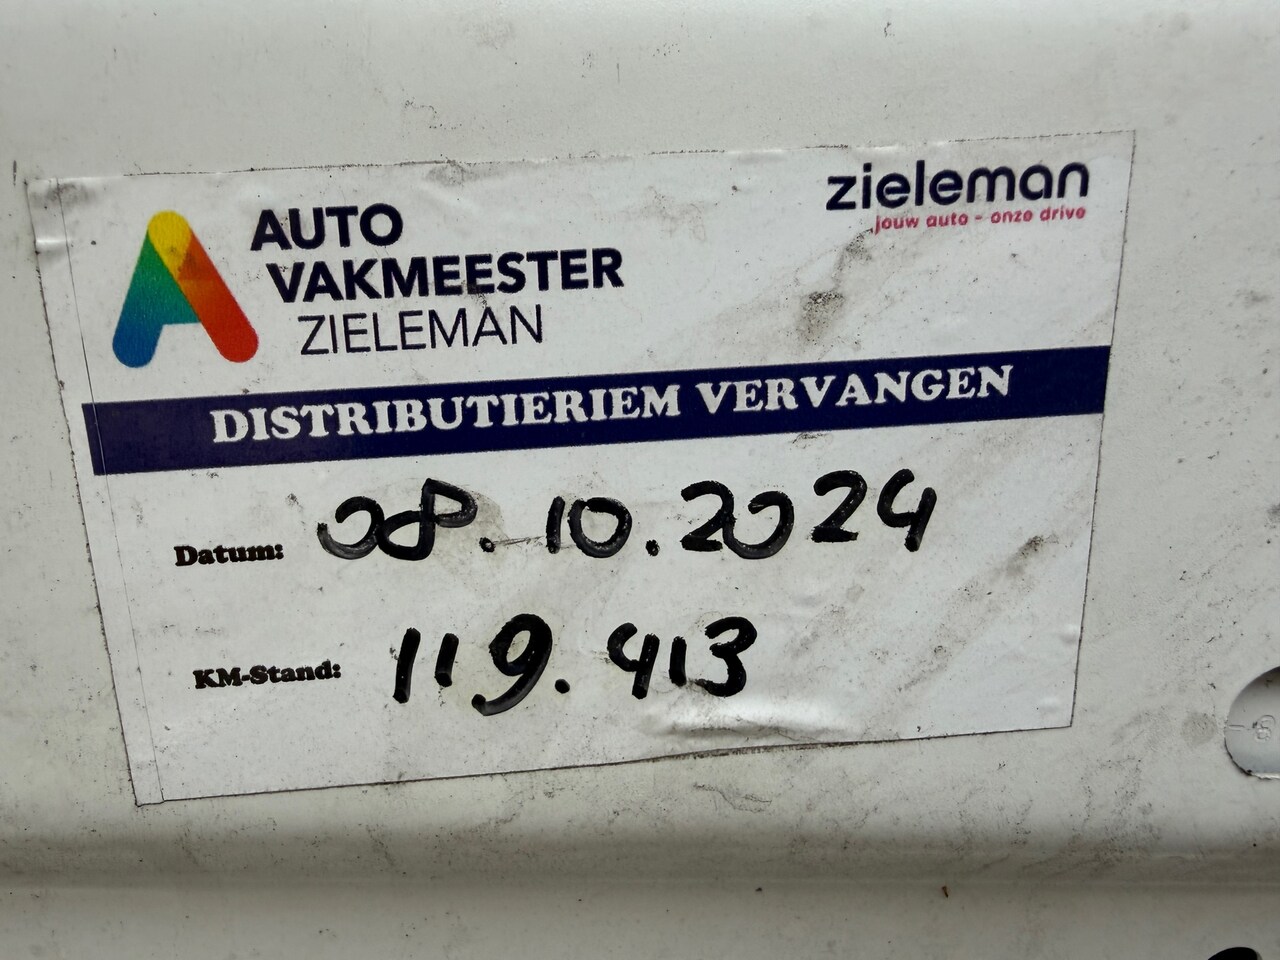 AUTO
VAKMEESTER
ZIELEMAN
zieleman
jouw auto - onze drive
DISTRIBUTIERIEM VERVANGEN
Datum: 08.10.2024
KM-Stand: 119.413